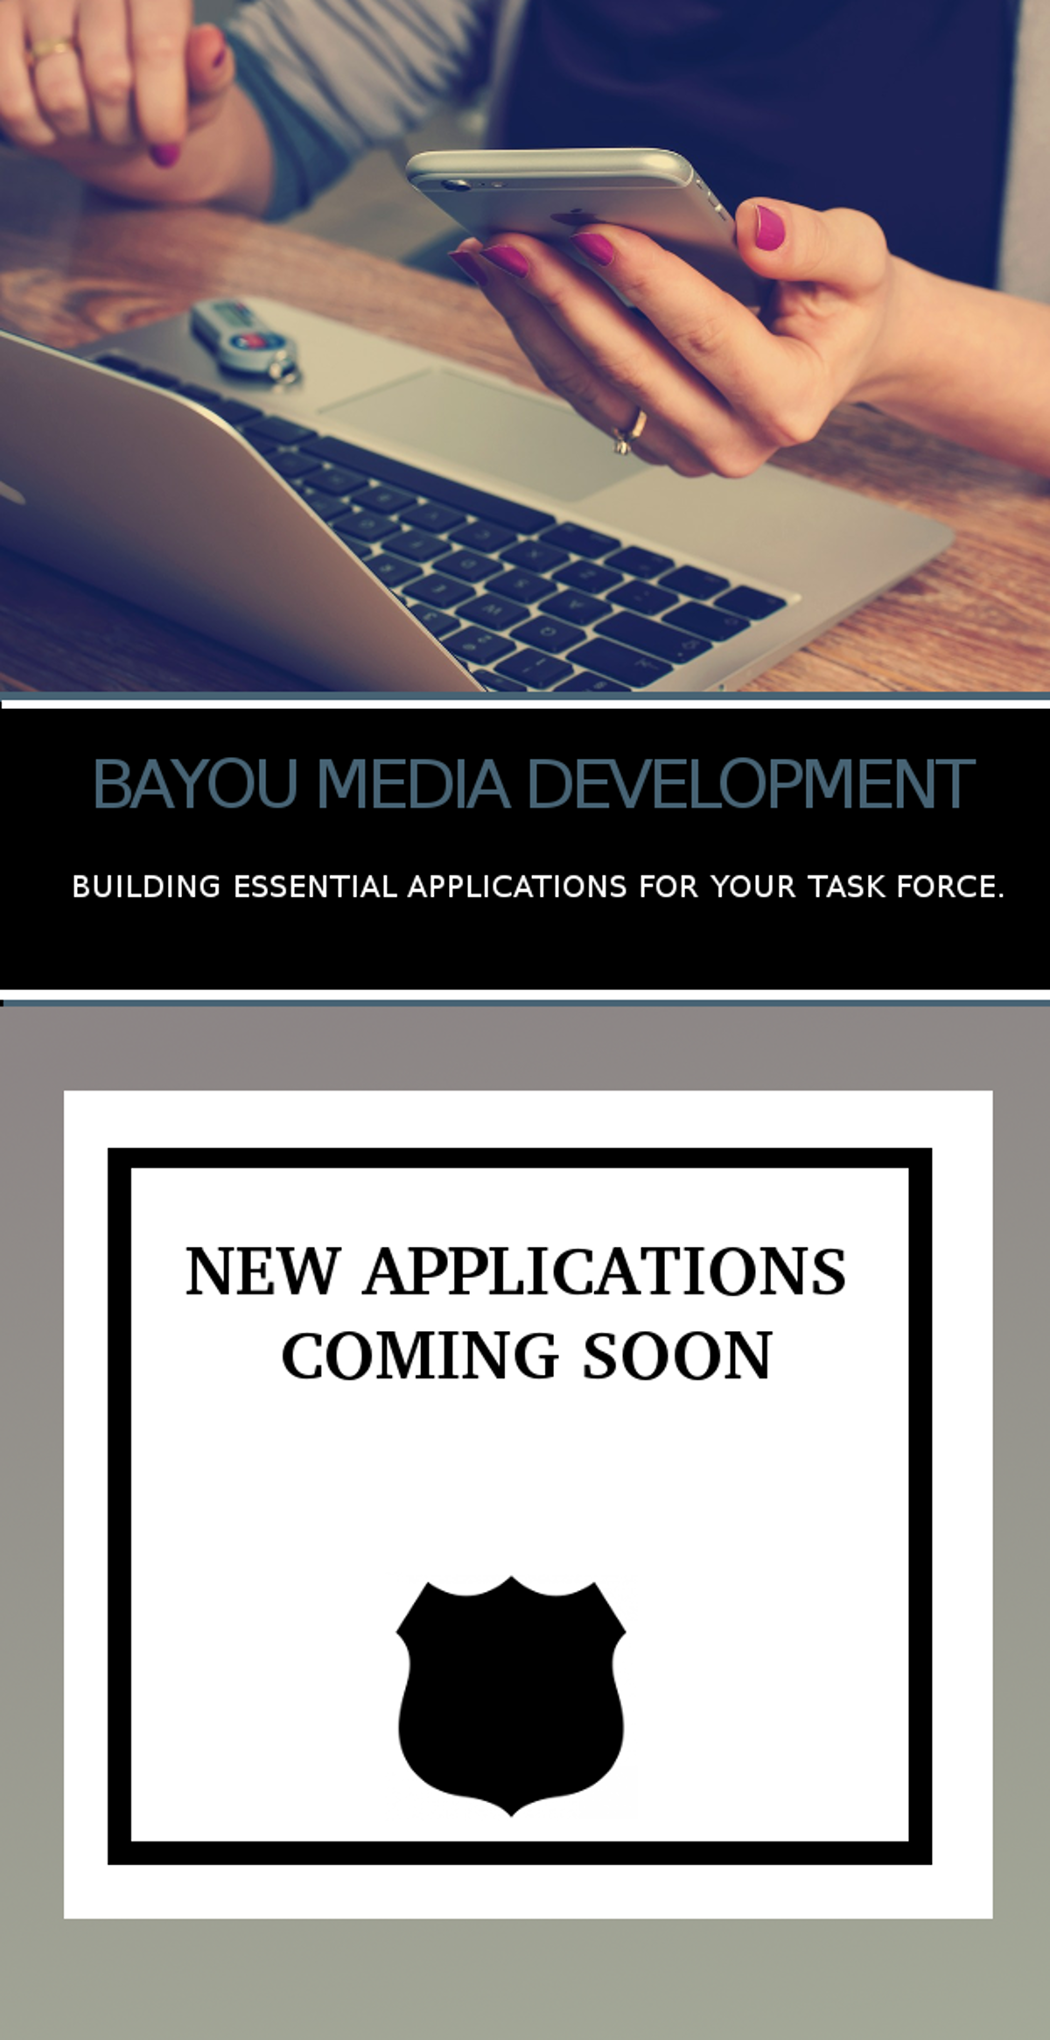 BAYOU MEDIA DEVELOPMENT
BUILDING ESSENTIAL APPLICATIONS FOR YOUR TASK FORCE.
NEW APPLICATIONS
COMING SOON